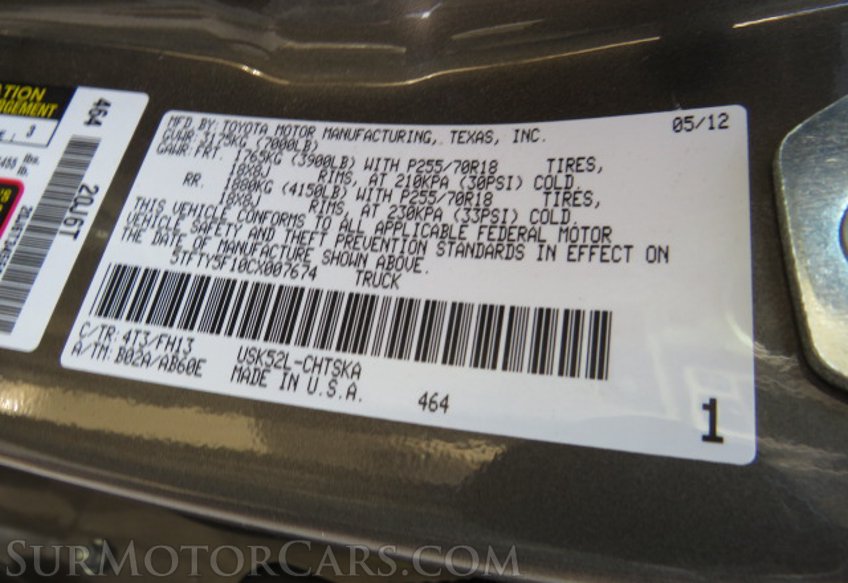 ATION
464
3
20J6T
MFD BY: TOYOTA MOTOR MANUFACTURING, TEXAS, INC. 05/12
GVWR: 3175KG (7000LB)
GAWR: FRT. 1765KG (3900LB) WITH P255/70R18 TIRES,
18X8J RIMS, AT 210KPA (30PSI) COLD,
RR. 1880KG (4150LB) WITH P255/70R18 TIRES,
18X8J RIMS, AT 230KPA (33PSI) COLD,
THIS VEHICLE CONFORMS TO ALL APPLICABLE FEDERAL MOTOR
VEHICLE SAFETY AND THEFT PREVENTION STANDARDS IN EFFECT ON
THE DATE OF MANUFACTURE SHOWN ABOVE.
5TFTY5F10CX007674 TRUCK
C/TR: 4T3/FH13 USK52L-CHTSKA
A/TM: B02A/AB60E MADE IN U.S.A. 464
1
SURMOTORCARS.COM